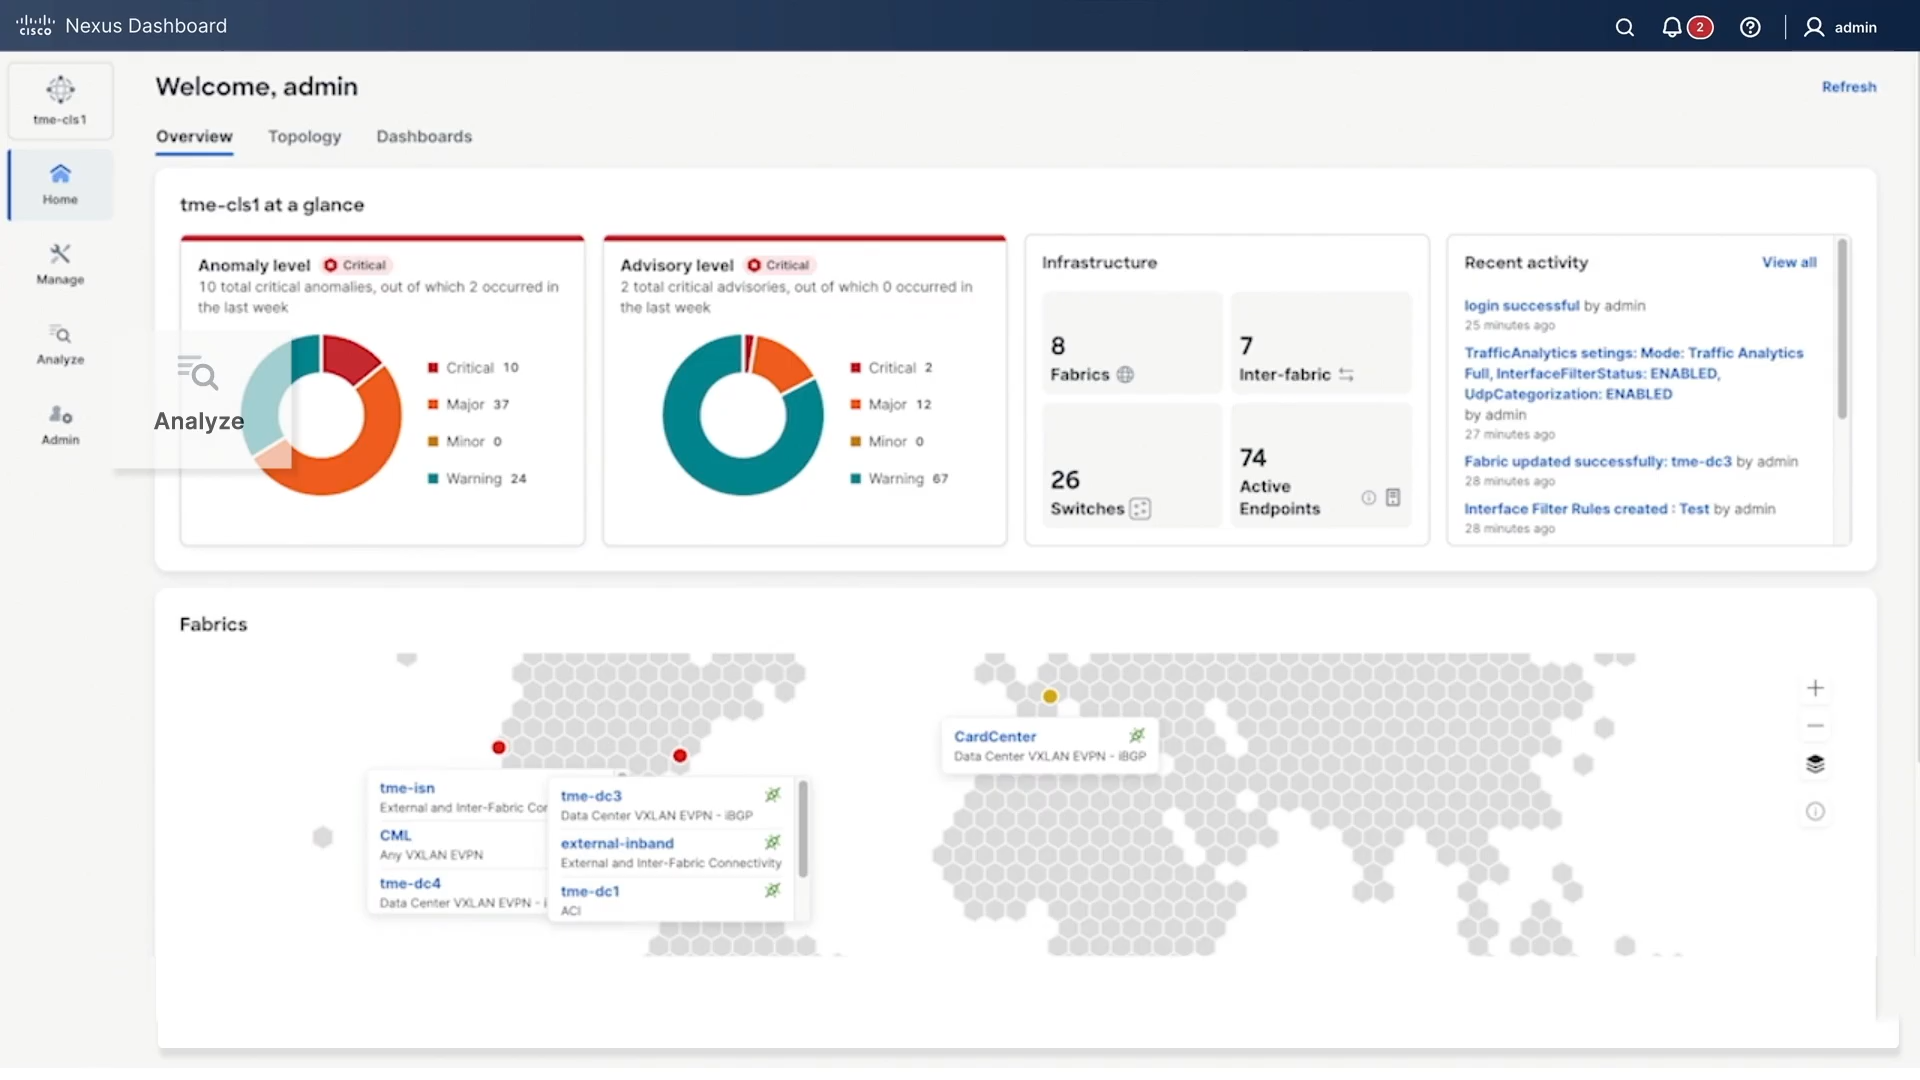 cisco Nexus Dashboard
2
admin
tme-cls1
Home
Manage
Analyze
Admin
Analyze
Welcome, admin
Refresh
Overview Topology Dashboards
tme-cls1 at a glance
Anomaly level Critical
10 total critical anomalies, out of which 2 occurred in
the last week
Critical 10
Major 37
Minor 0
Warning 24
Advisory level Critical
2 total critical advisories, out of which 0 occurred in
the last week
Critical 2
Major 12
Minor 0
Warning 67
Infrastructure
8
Fabrics
7
Inter-fabric
26
Switches
74
Active
Endpoints
Recent activity View all
login successful by admin
25 minutes ago
TrafficAnalytics setings: Mode: Traffic Analytics
Full, InterfaceFilterStatus: ENABLED,
UdpCategorization: ENABLED
by admin
27 minutes ago
Fabric updated successfully: tme-dc3 by admin
28 minutes ago
Interface Filter Rules created : Test by admin
28 minutes ago
Fabrics
tme-isn
External and Inter-Fabric Cor
CML
Any VXLAN EVPN
tme-dc4
Data Center VXLAN EVPN - i
tme-dc3
Data Center VXLAN EVPN - iBGP
external-inband
External and Inter-Fabric Connectivity
tme-dc1
ACI
CardCenter
Data Center VXLAN EVPN - iBGP